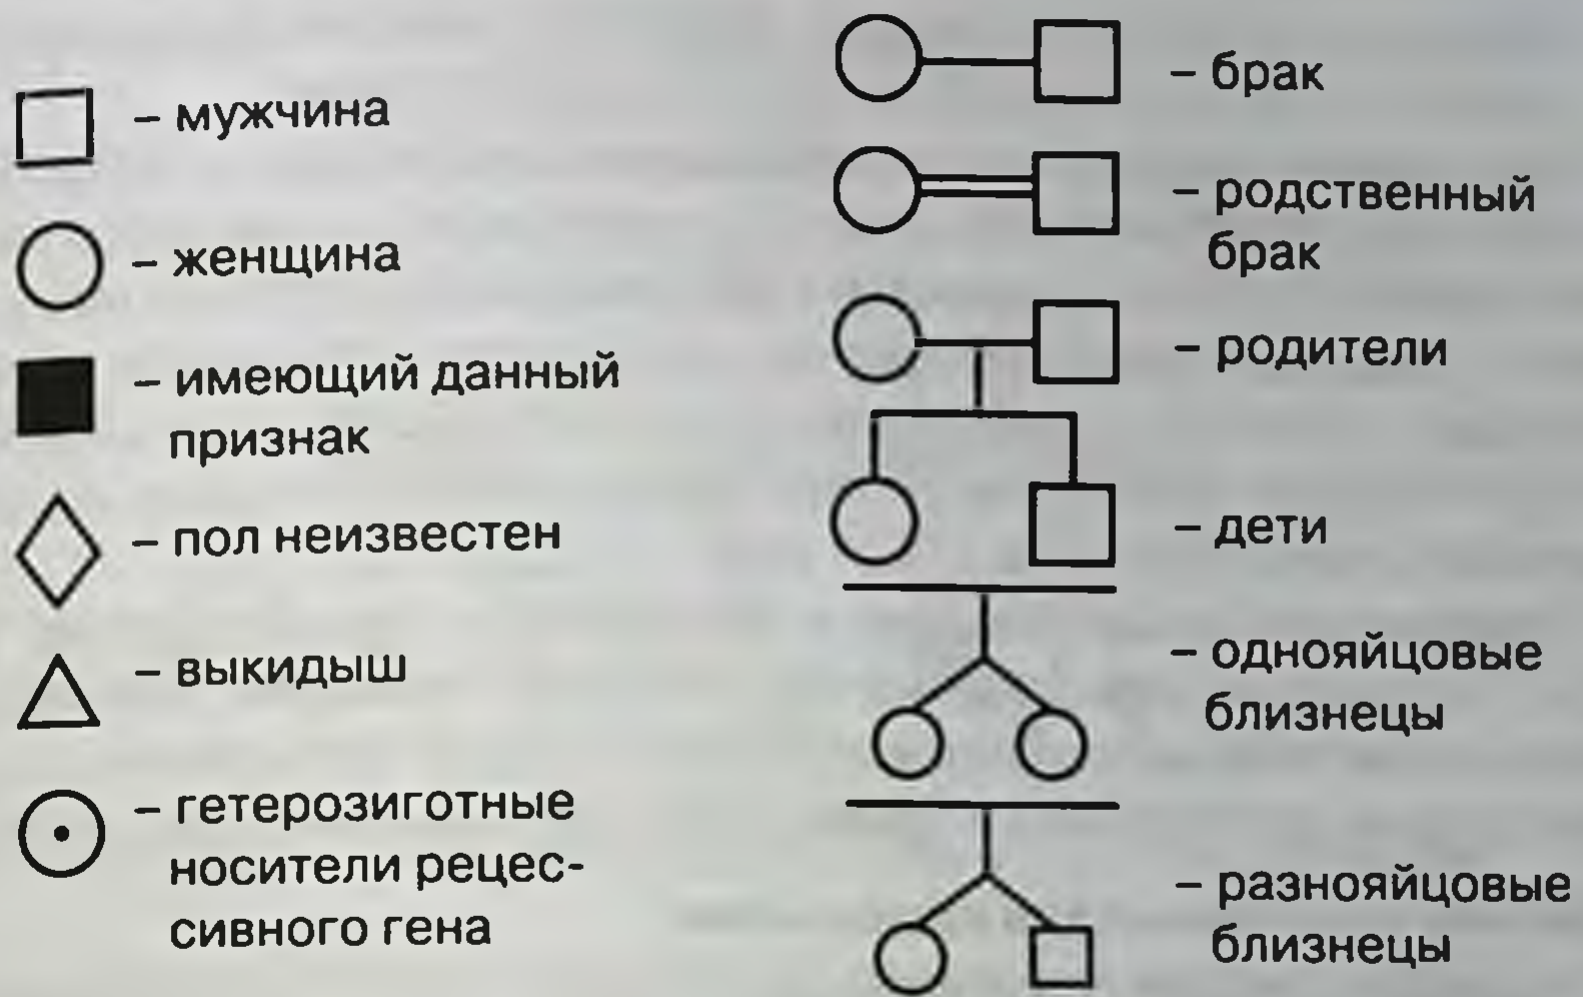 – мужчина
– женщина
– имеющий данный
признак
– пол неизвестен
– выкидыш
– гетерозиготные
носители рецес-
сивного гена
– брак
– родственный
брак
– родители
– дети
– однояйцовые
близнецы
– разнояйцовые
близнецы